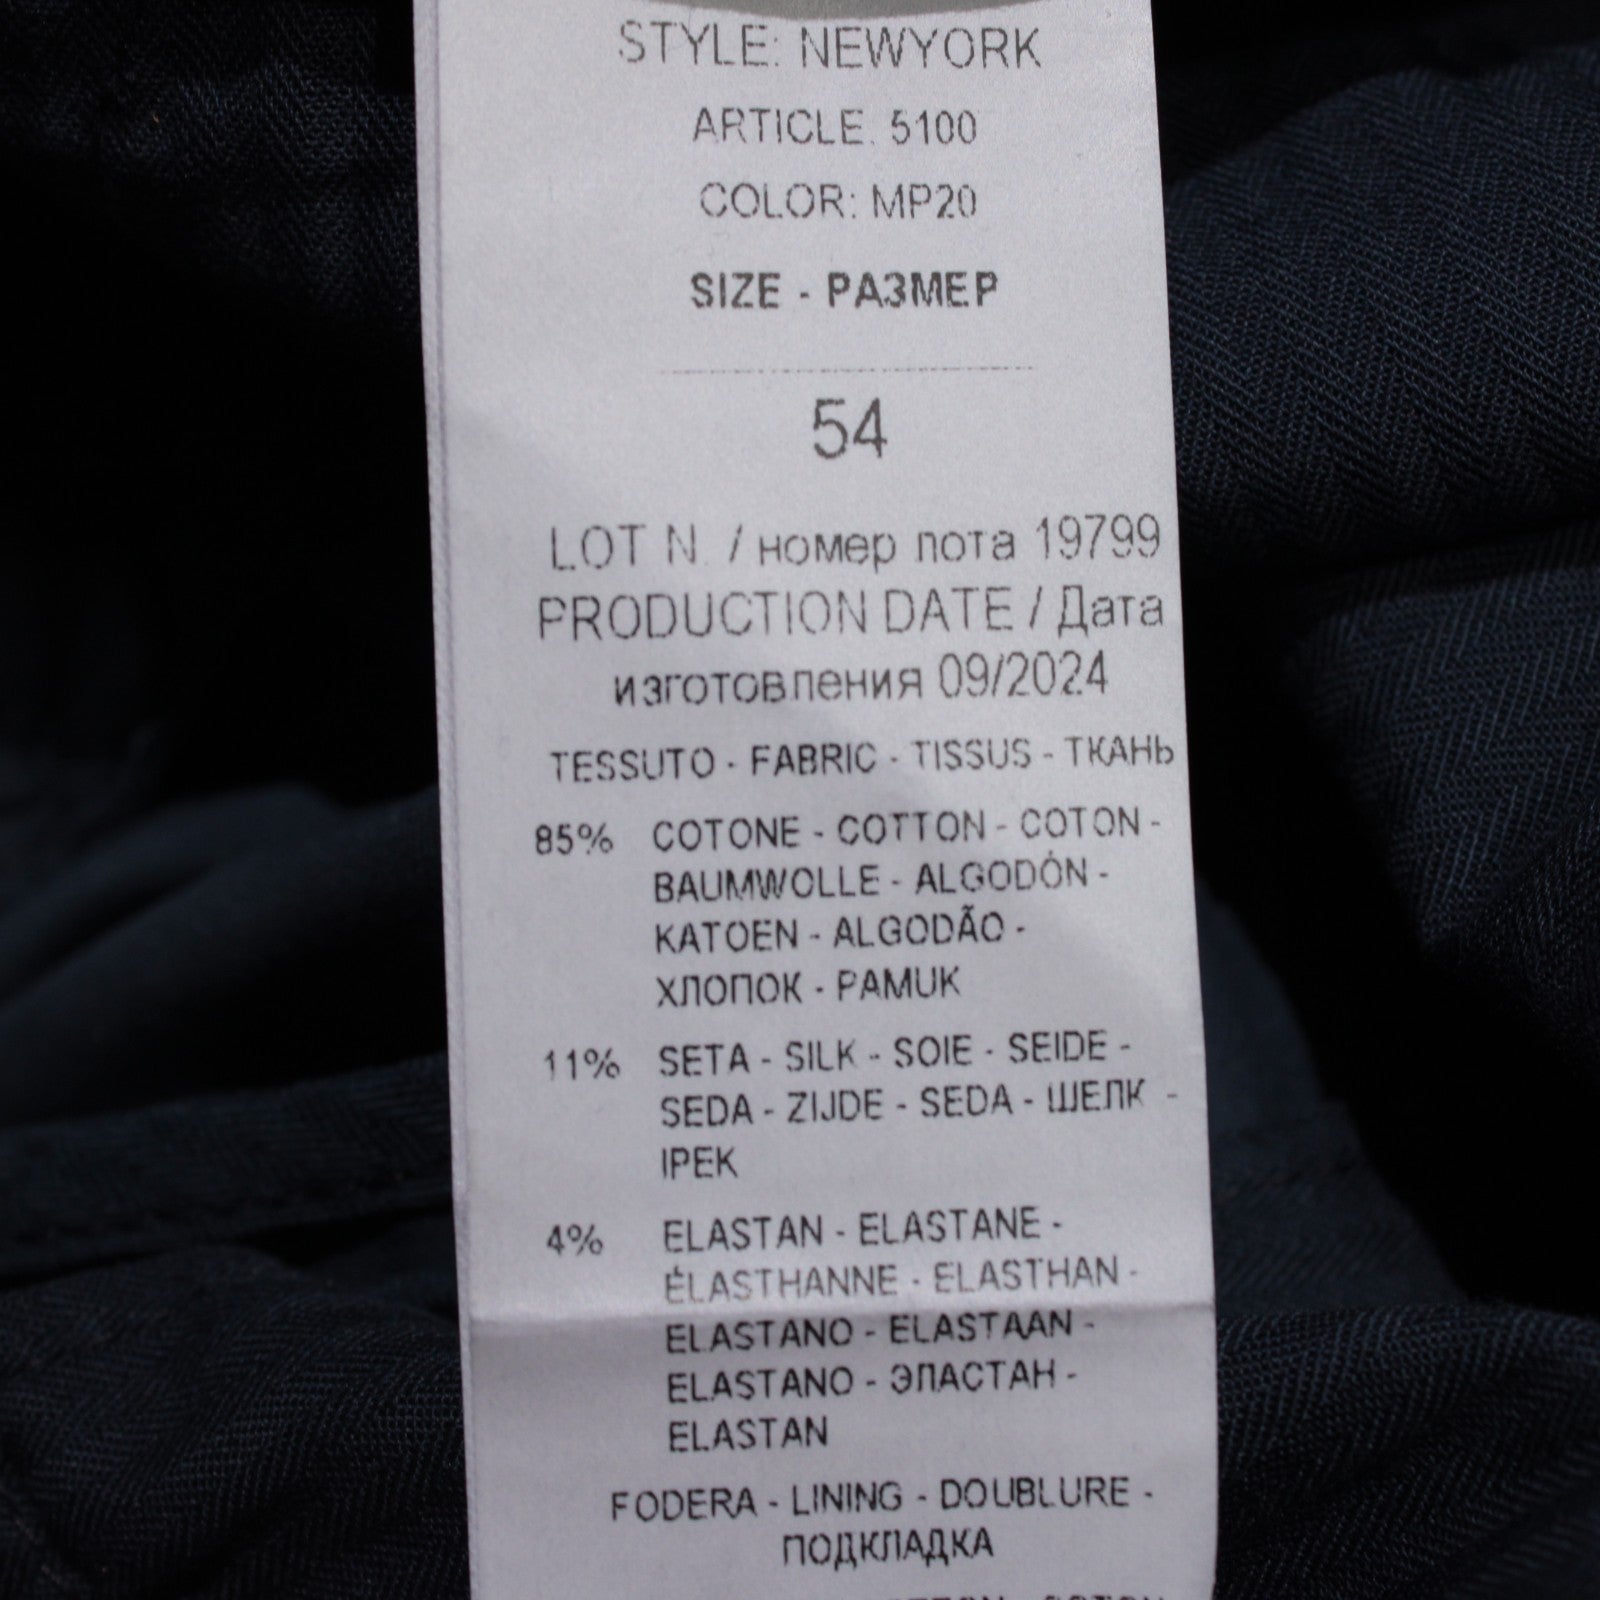 STYLE: NEWYORK
ARTICLE. 5100
COLOR: MP20
SIZE - РАЗМЕР
54
LOT N. / номер лота 19799
PRODUCTION DATE / Дата
изготовления 09/2024
TESSUTO - FABRIC - TISSUS - ТКАНЬ
85% COTONE - COTTON - COTON -
BAUMWOLLE - ALGODÓN -
KATOEN - ALGODÃO -
ХЛОПОК - PAMUK
11% SETA - SILK - SOIE - SEIDE -
SEDA - ZIJDE - SEDA - ШЕЛК -
IPEK
4% ELASTAN - ELASTANE -
ÉLASTHANNE - ELASTHAN -
ELASTANO - ELASTAAN -
ELASTANO - ЭЛАСТАН -
ELASTAN
FODERA - LINING - DOUBLURE -
ПОДКЛАДКА